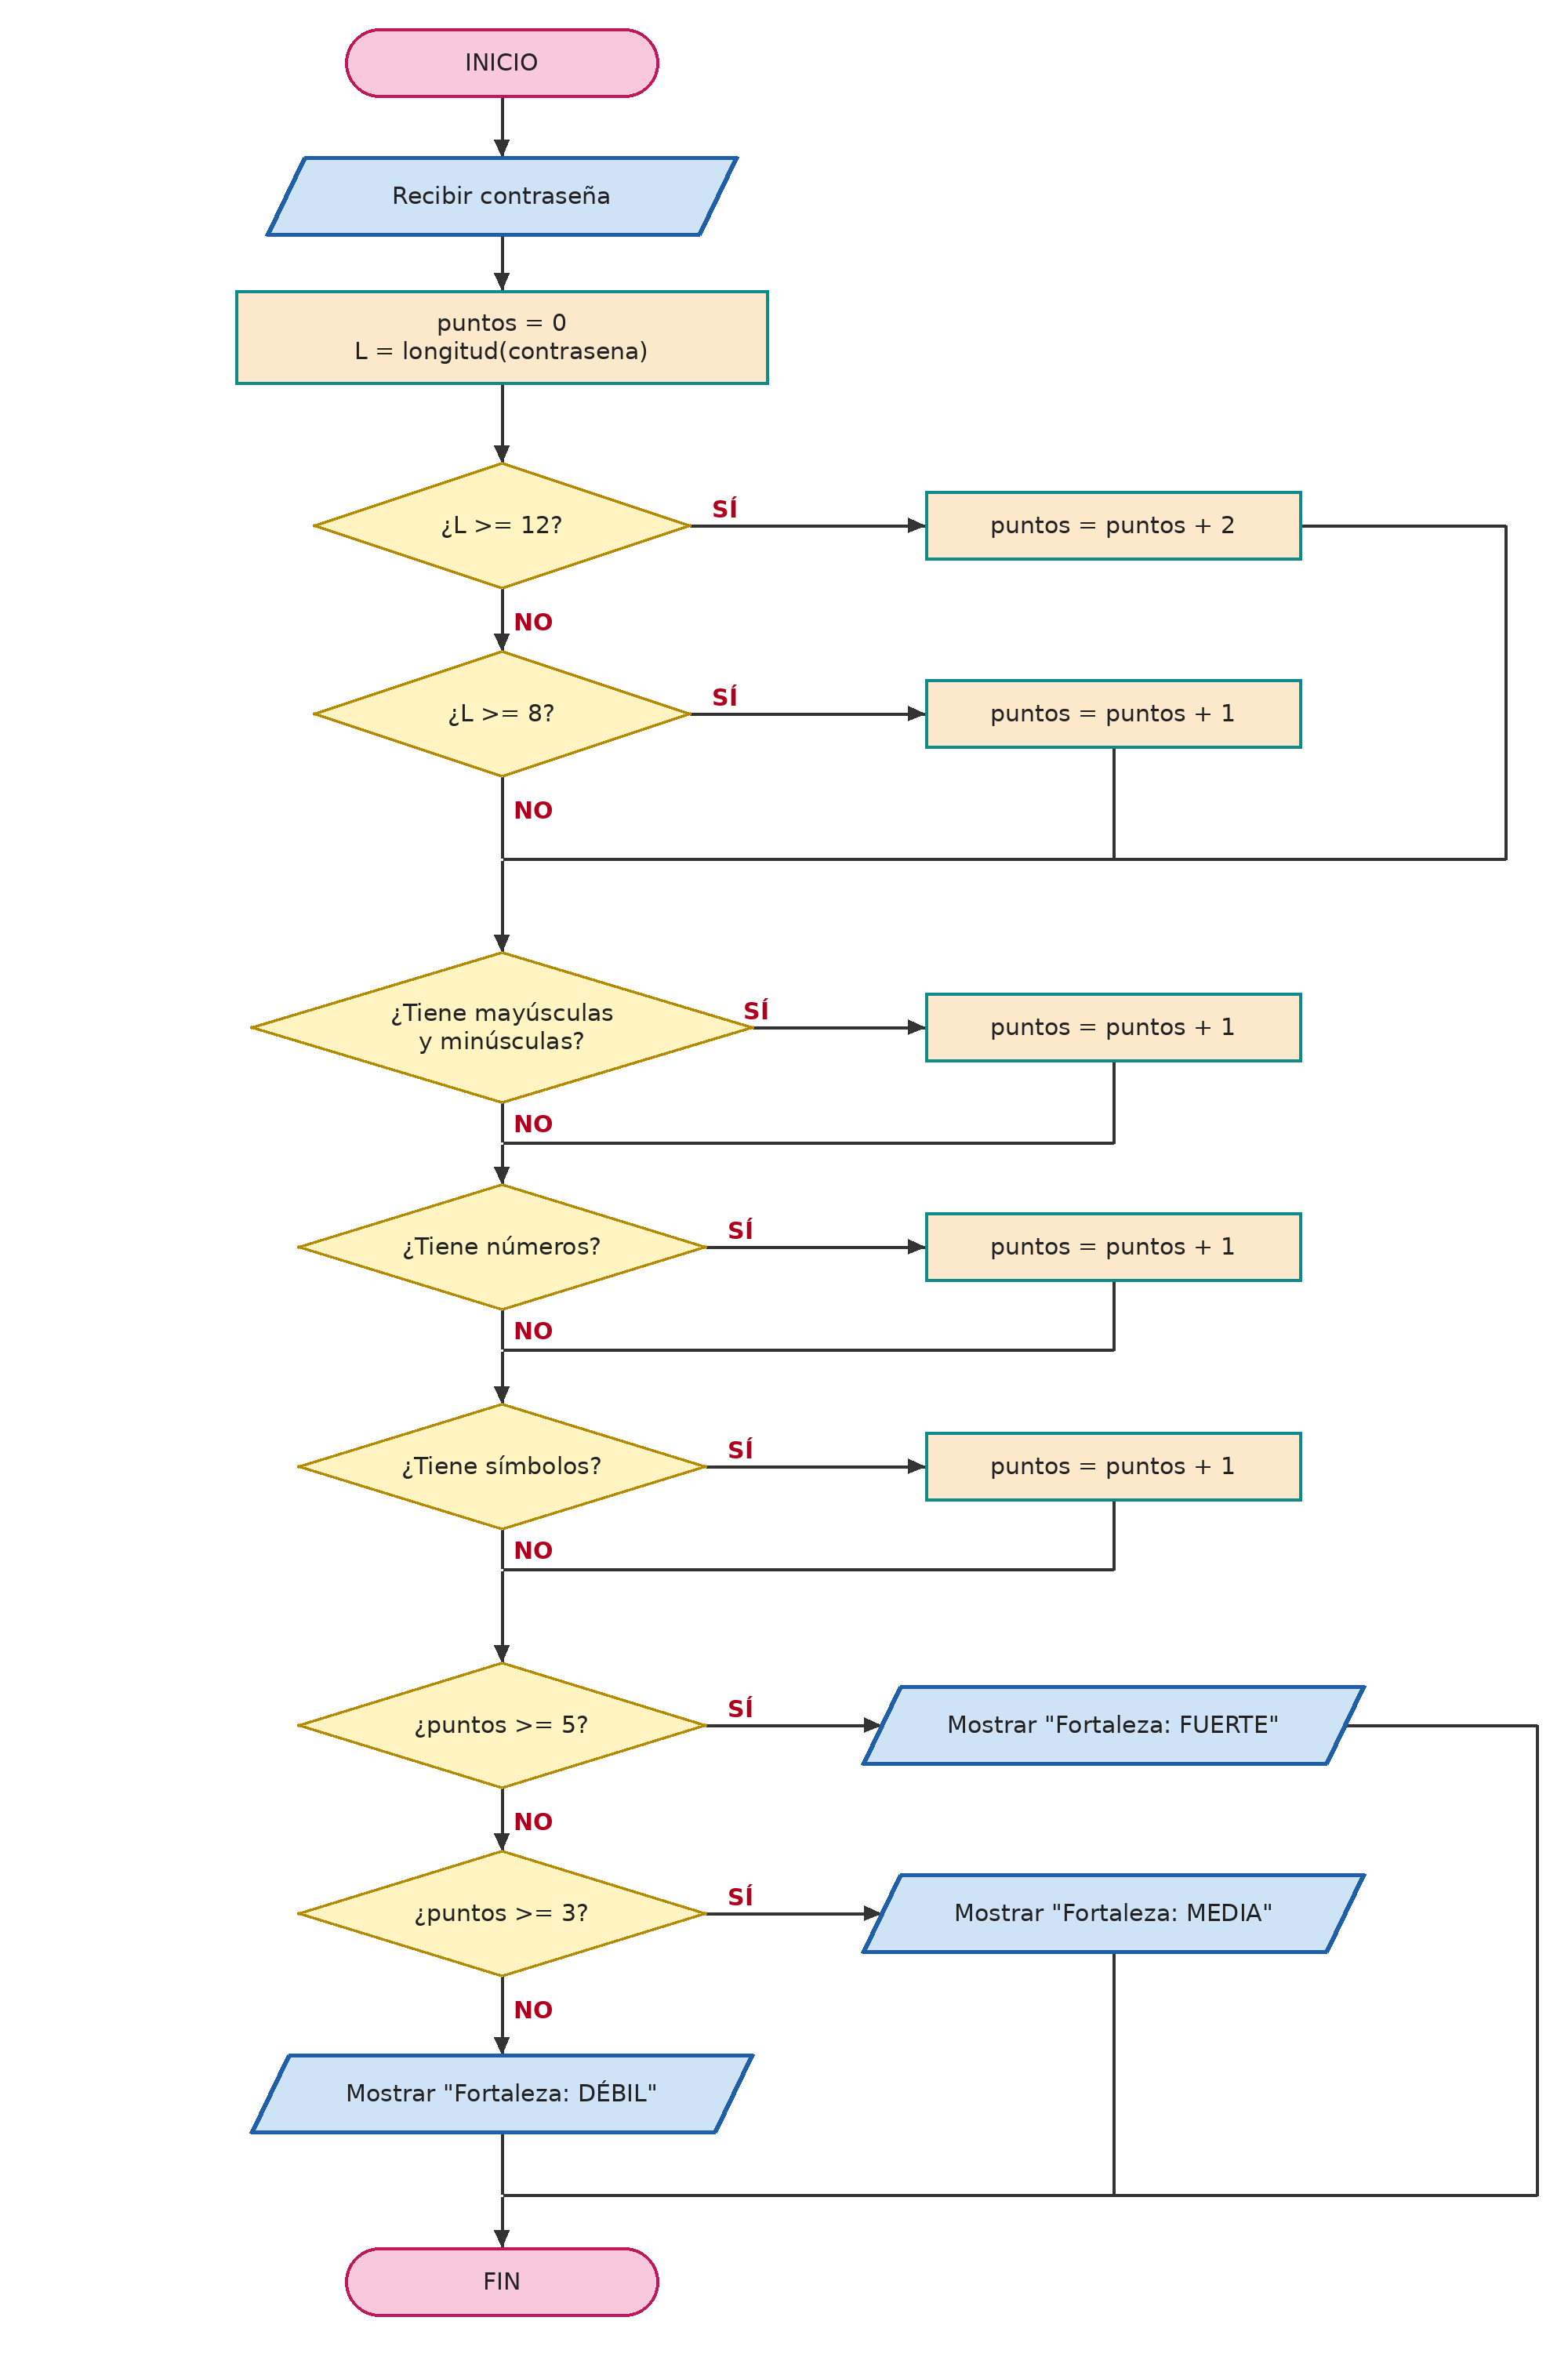 INICIO
Recibir contraseña
puntos = 0
L = longitud(contrasena)
¿L >= 12?
SÍ
puntos = puntos + 2
NO
¿L >= 8?
SÍ
puntos = puntos + 1
NO
¿Tiene mayúsculas
y minúsculas?
SÍ
puntos = puntos + 1
NO
¿Tiene números?
SÍ
puntos = puntos + 1
NO
¿Tiene símbolos?
SÍ
puntos = puntos + 1
NO
¿puntos >= 5?
SÍ
Mostrar "Fortaleza: FUERTE"
NO
¿puntos >= 3?
SÍ
Mostrar "Fortaleza: MEDIA"
NO
Mostrar "Fortaleza: DÉBIL"
FIN